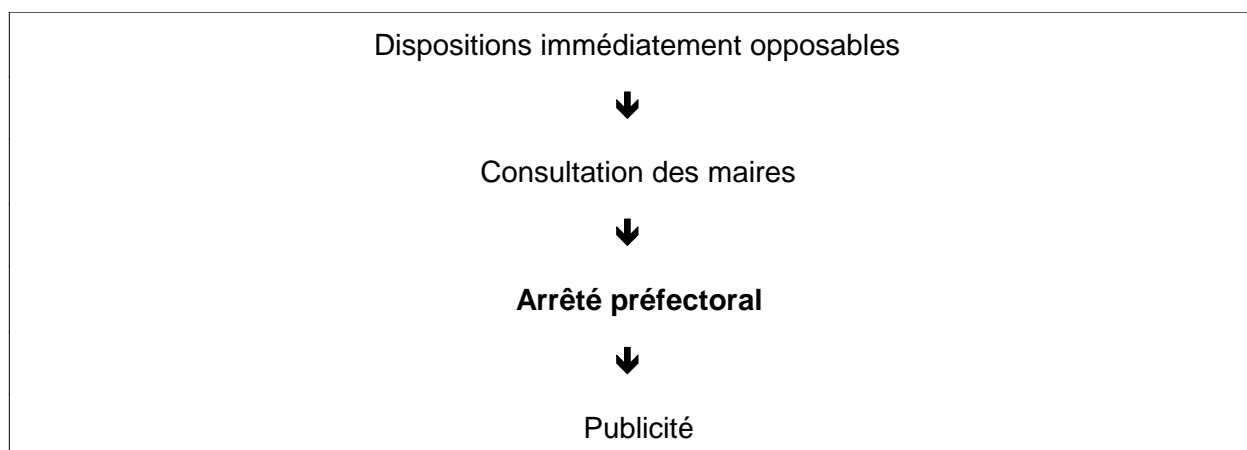 Dispositions immédiatement opposables
🡻
Consultation des maires
🡻
Arrêté préfectoral
🡻
Publicité